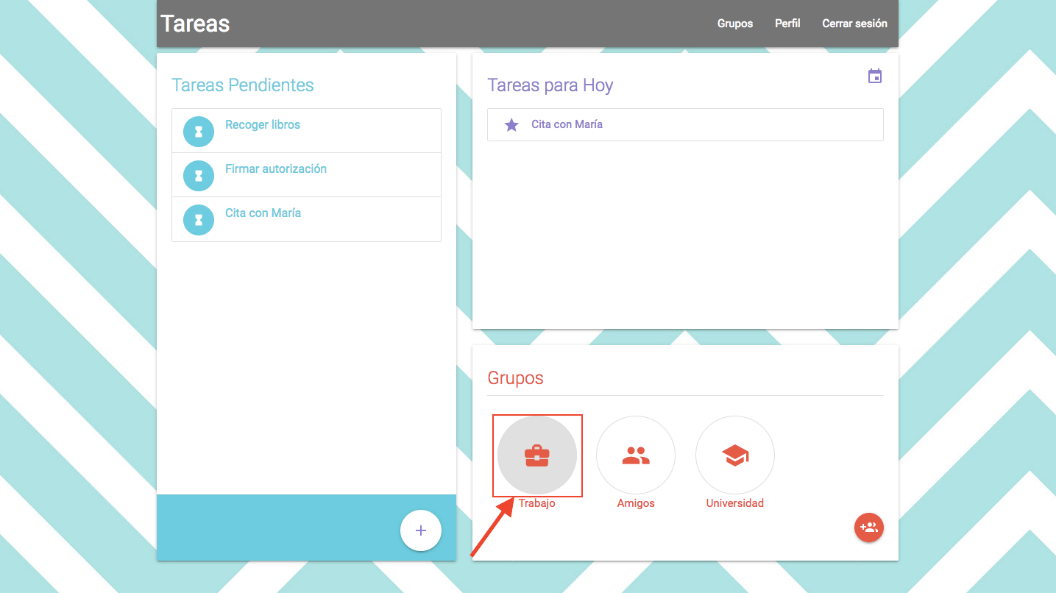 Tareas
Grupos Perfil Cerrar sesión
Tareas Pendientes
Recoger libros
Firmar autorización
Cita con María
Tareas para Hoy
Cita con María
Grupos
Trabajo Amigos Universidad